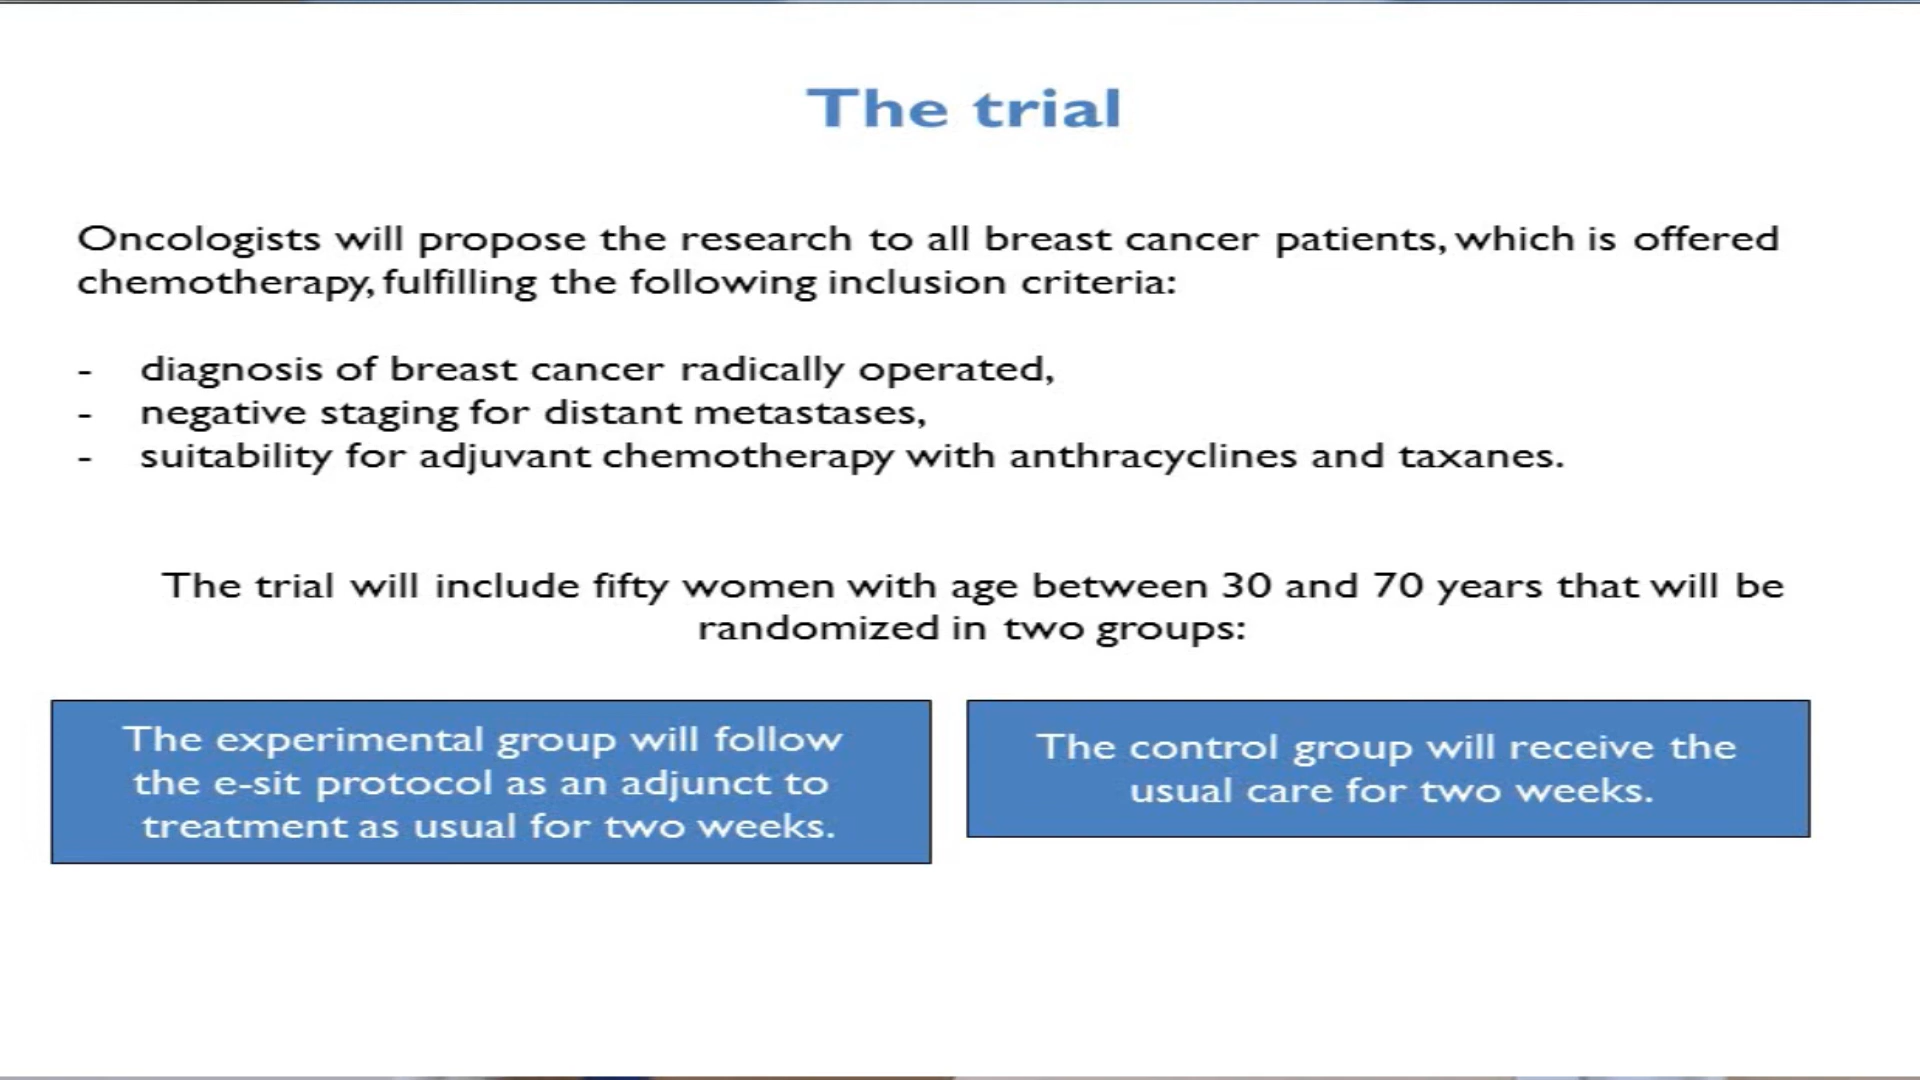 The trial
Oncologists will propose the research to all breast cancer patients, which is offered
chemotherapy, fulfilling the following inclusion criteria:
- diagnosis of breast cancer radically operated,
- negative staging for distant metastases,
- suitability for adjuvant chemotherapy with anthracyclines and taxanes.
The trial will include fifty women with age between 30 and 70 years that will be
randomized in two groups:
The experimental group will follow
the e-sit protocol as an adjunct to
treatment as usual for two weeks.
The control group will receive the
usual care for two weeks.